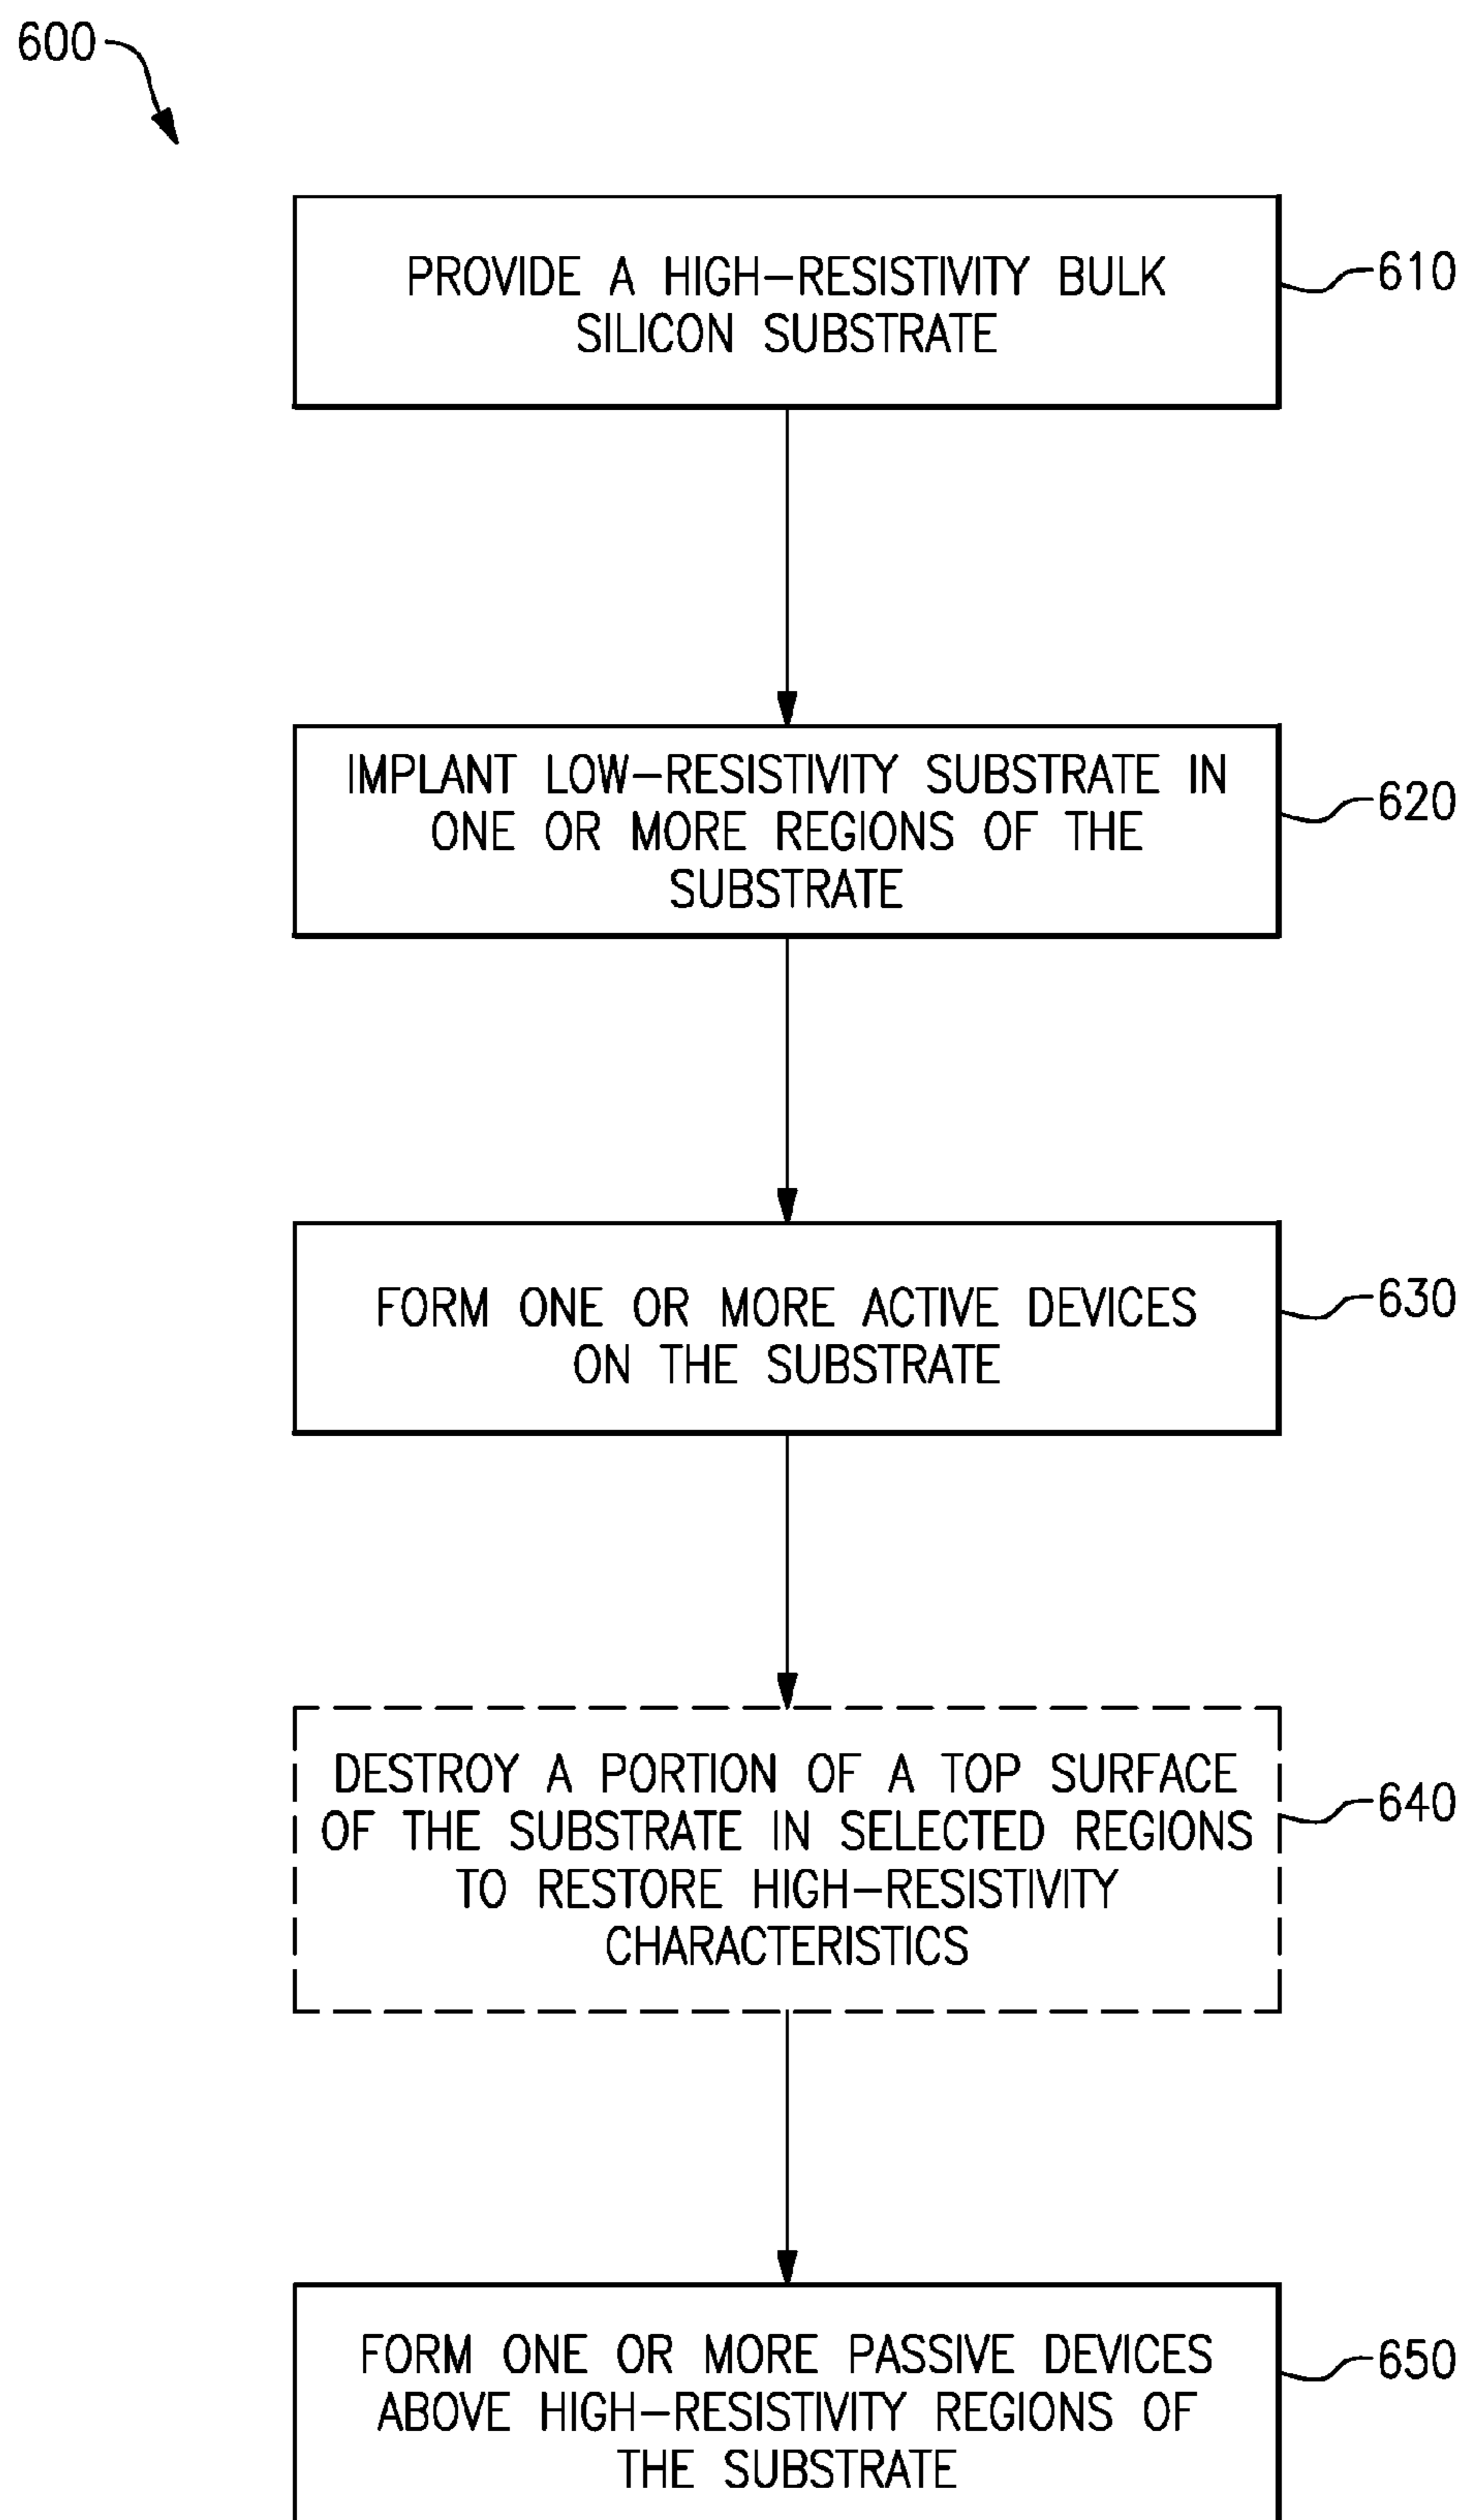 600
PROVIDE A HIGH–RESISTIVITY BULK
SILICON SUBSTRATE
610
IMPLANT LOW–RESISTIVITY SUBSTRATE IN
ONE OR MORE REGIONS OF THE
SUBSTRATE
620
FORM ONE OR MORE ACTIVE DEVICES
ON THE SUBSTRATE
630
DESTROY A PORTION OF A TOP SURFACE
OF THE SUBSTRATE IN SELECTED REGIONS
TO RESTORE HIGH–RESISTIVITY
CHARACTERISTICS
640
FORM ONE OR MORE PASSIVE DEVICES
ABOVE HIGH–RESISTIVITY REGIONS OF
THE SUBSTRATE
650